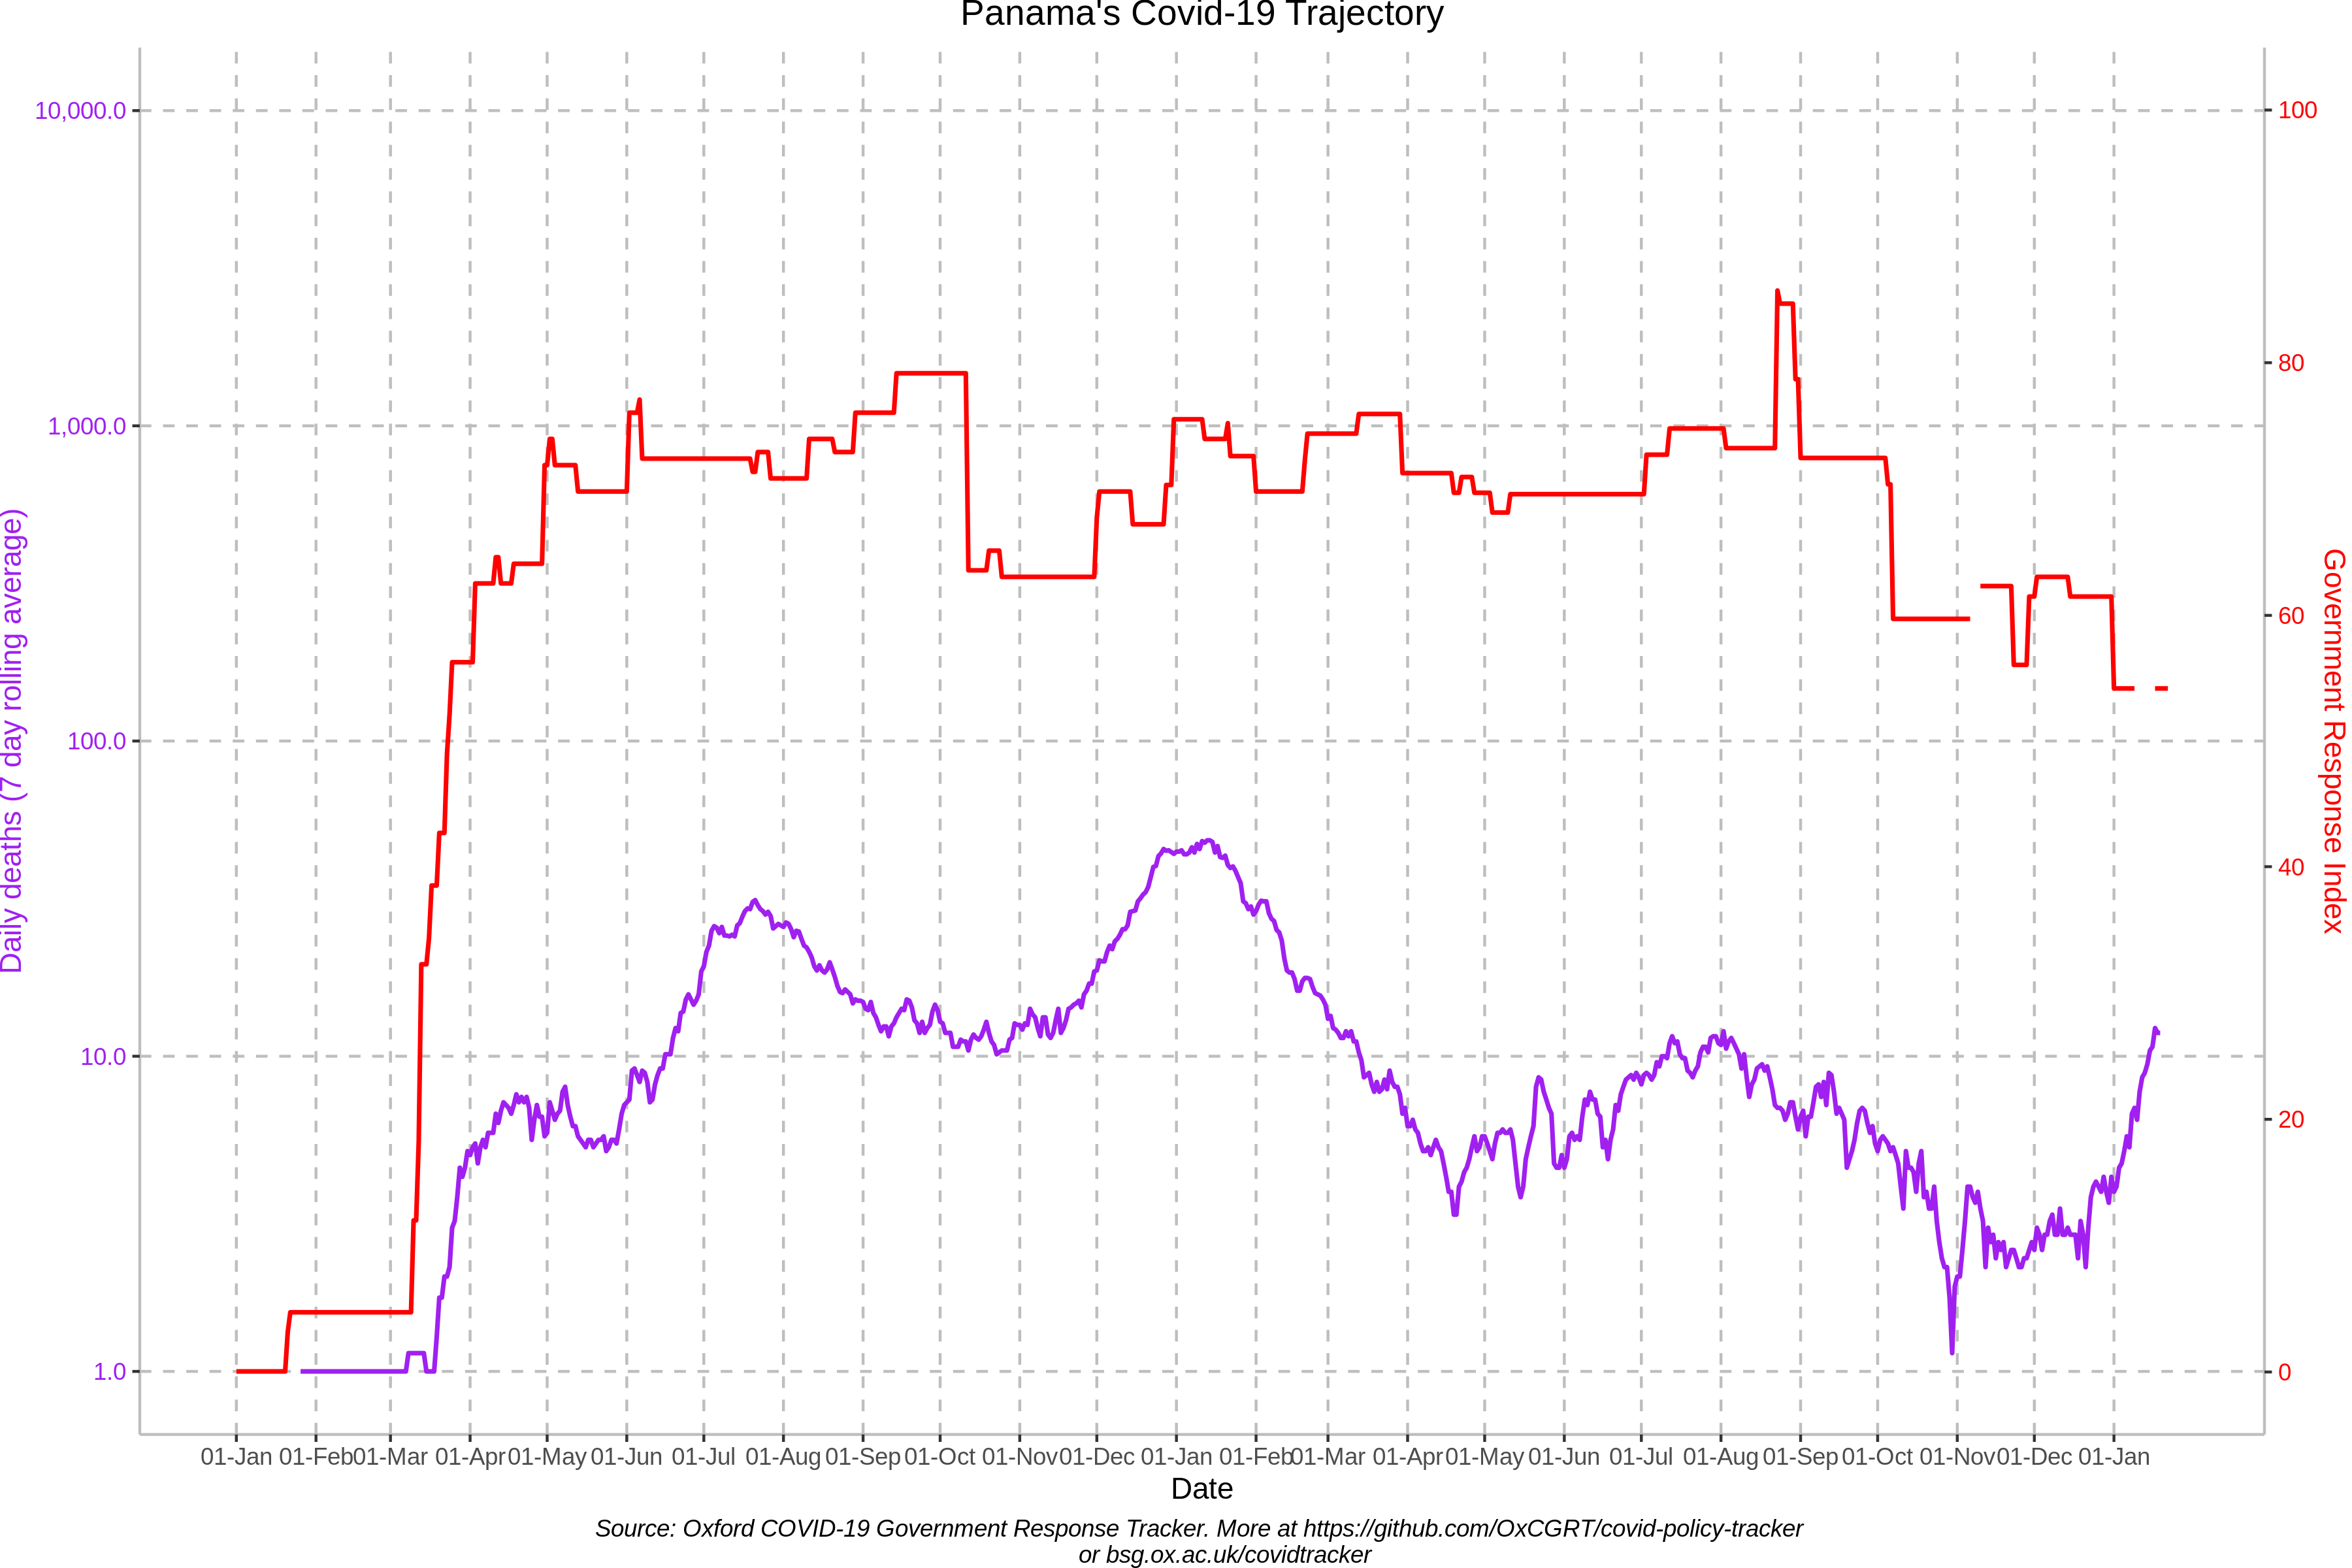 Panama's Covid-19 Trajectory
10,000.0
1,000.0
100.0
10.0
1.0
Daily deaths (7 day rolling average)
100
80
60
40
20
0
Government Response Index
01-Jan 01-Feb 01-Mar 01-Apr 01-May 01-Jun 01-Jul 01-Aug 01-Sep 01-Oct 01-Nov 01-Dec 01-Jan 01-Feb 01-Mar 01-Apr 01-May 01-Jun 01-Jul 01-Aug 01-Sep 01-Oct 01-Nov 01-Dec 01-Jan
Date
Source: Oxford COVID-19 Government Response Tracker. More at https://github.com/OxCGRT/covid-policy-tracker
or bsg.ox.ac.uk/covidtracker